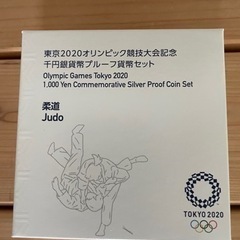 東京2020オリンピック競技大会記念
千円銀貨幣プルーフ貨幣セット
Olympic Games Tokyo 2020
1,000 Yen Commemorative Silver Proof Coin Set
柔道
Judo
TOKYO 2020